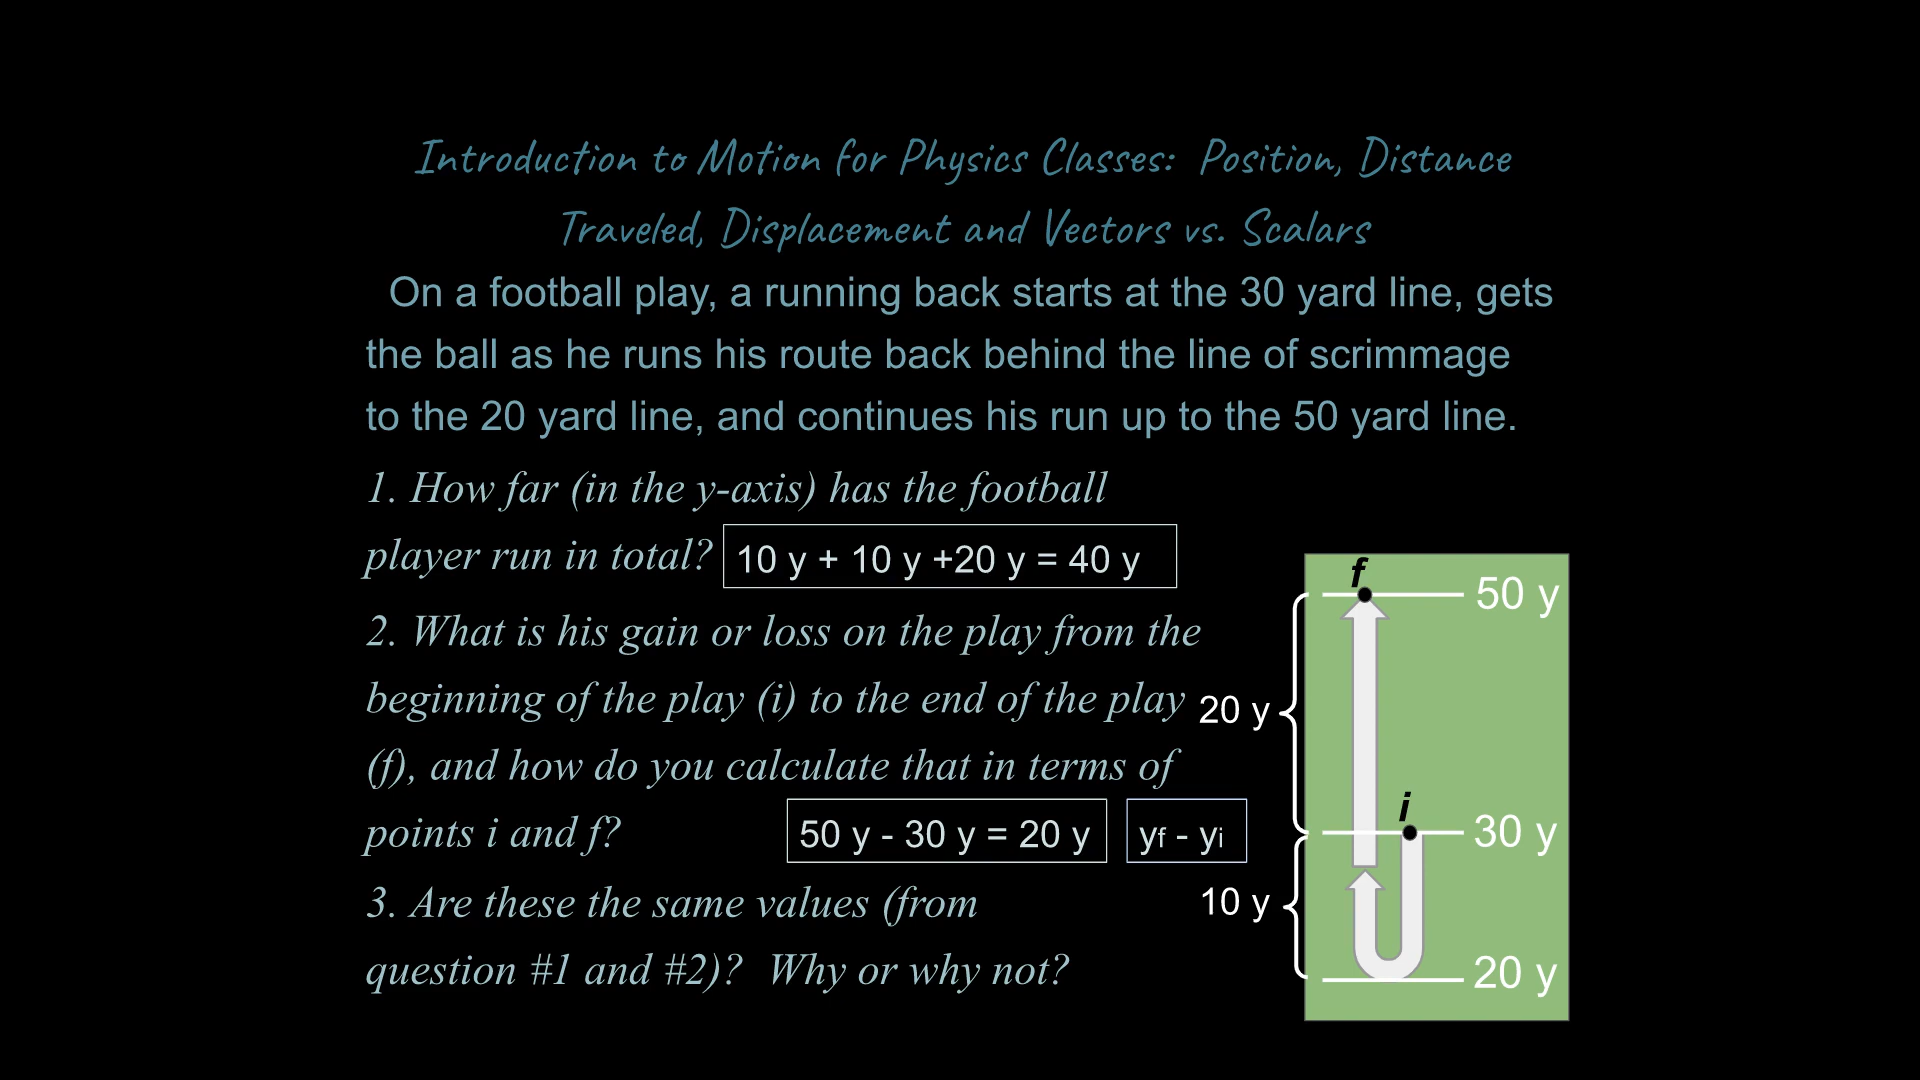 Introduction to Motion for Physics Classes: Position, Distance
Traveled, Displacement and Vectors vs. Scalars
On a football play, a running back starts at the 30 yard line, gets
the ball as he runs his route back behind the line of scrimmage
to the 20 yard line, and continues his run up to the 50 yard line.
1. How far (in the y-axis) has the football
player run in total? 10 y + 10 y +20 y = 40 y
2. What is his gain or loss on the play from the
beginning of the play (i) to the end of the play
(f), and how do you calculate that in terms of
points i and f? 50 y - 30 y = 20 y yf - yi
3. Are these the same values (from
question #1 and #2)? Why or why not?
f
50 y
20 y
i
30 y
10 y
20 y